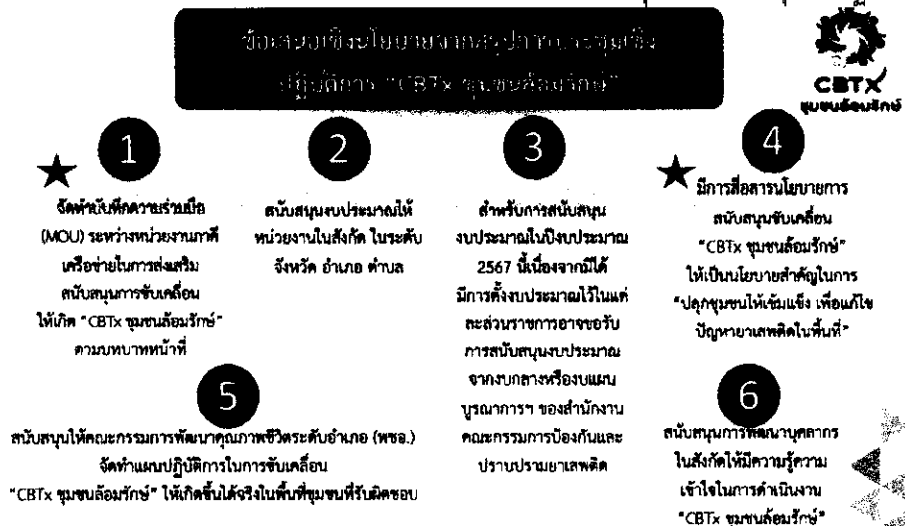 ข้อเสนอเชิงนโยบายจากสรุปการประชุมเชิง
ปฏิบัติการ "CBTx ชุมชนล้อมรักษ์"
CBTx
ชุมชนล้อมรักษ์
1
จัดทำบันทึกความร่วมมือ
(MOU) ระหว่างหน่วยงานภาคี
เครือข่ายในการส่งเสริม
สนับสนุนการขับเคลื่อน
ให้เกิด "CBTx ชุมชนล้อมรักษ์"
ตามบทบาทหน้าที่
2
สนับสนุนงบประมาณให้
หน่วยงานในสังกัด ในระดับ
จังหวัด อำเภอ ตำบล
3
สำหรับการสนับสนุน
งบประมาณในปีงบประมาณ
2567 นี้เนื่องจากมิได้
มีการตั้งงบประมาณไว้ในแต่
ละส่วนราชการอาจขอรับ
การสนับสนุนงบประมาณ
จากงบกลางหรืองบแผน
บูรณาการฯ ของสำนักงาน
คณะกรรมการป้องกันและ
ปราบปรามยาเสพติด
4
มีการสื่อสารนโยบายการ
สนับสนุนขับเคลื่อน
"CBTx ชุมชนล้อมรักษ์"
ให้เป็นนโยบายสำคัญในการ
"ปลุกชุมชนให้เข้มแข็ง เพื่อแก้ไข
ปัญหายาเสพติดในพื้นที่"
5
สนับสนุนให้คณะกรรมการพัฒนาคุณภาพชีวิตระดับอำเภอ (พชอ.)
จัดทำแผนปฏิบัติการในการขับเคลื่อน
"CBTx ชุมชนล้อมรักษ์" ให้เกิดขึ้นได้จริงในพื้นที่ชุมชนที่รับผิดชอบ
6
สนับสนุนการพัฒนาบุคลากร
ในสังกัดให้มีความรู้ความ
เข้าใจในการดำเนินงาน
"CBTx ชุมชนล้อมรักษ์"